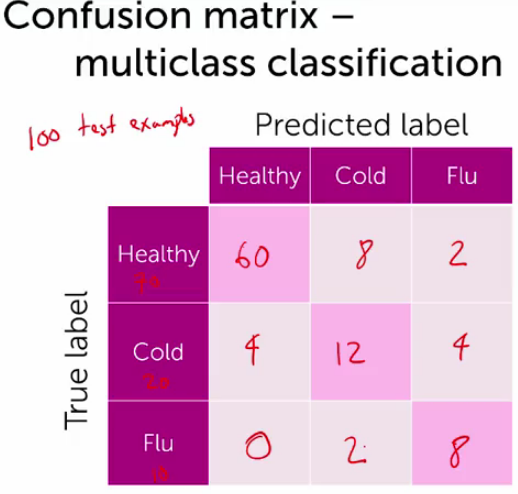 Confusion matrix –
multiclass classification
100 test examples
Predicted label
Healthy Cold Flu
True label
Healthy 60 8 2
70
Cold 4 12 4
20
Flu 0 2 8
10